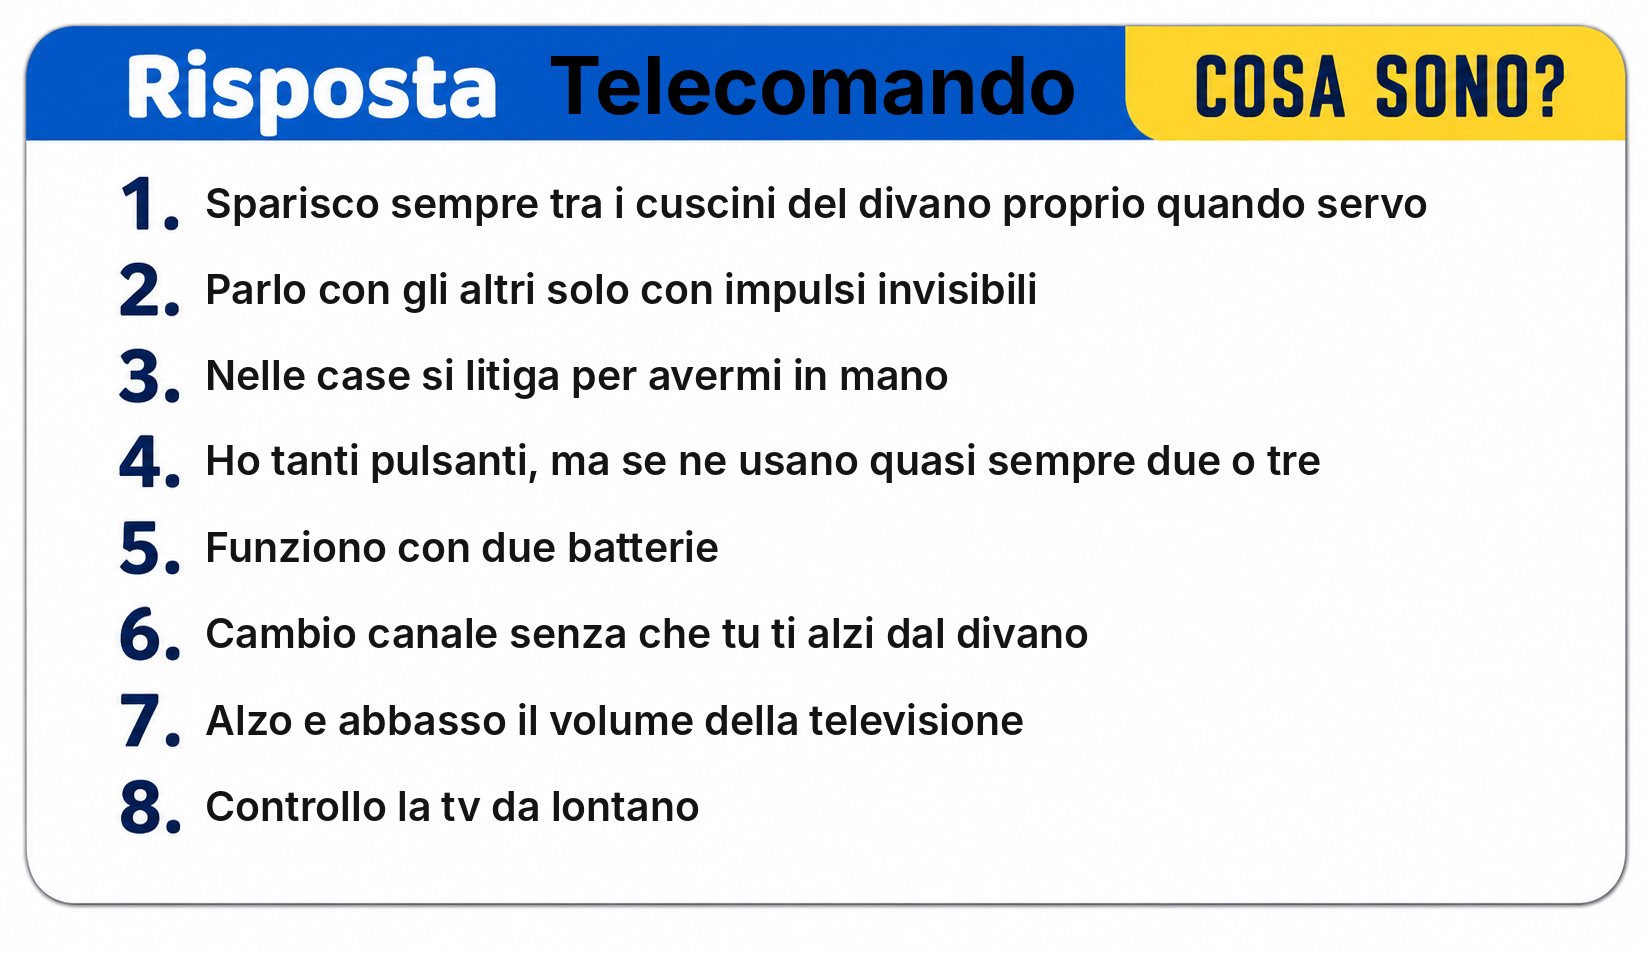 Risposta Telecomando COSA SONO?
1. Sparisco sempre tra i cuscini del divano proprio quando servo
2. Parlo con gli altri solo con impulsi invisibili
3. Nelle case si litiga per avermi in mano
4. Ho tanti pulsanti, ma se ne usano quasi sempre due o tre
5. Funziono con due batterie
6. Cambio canale senza che tu ti alzi dal divano
7. Alzo e abbasso il volume della televisione
8. Controllo la tv da lontano